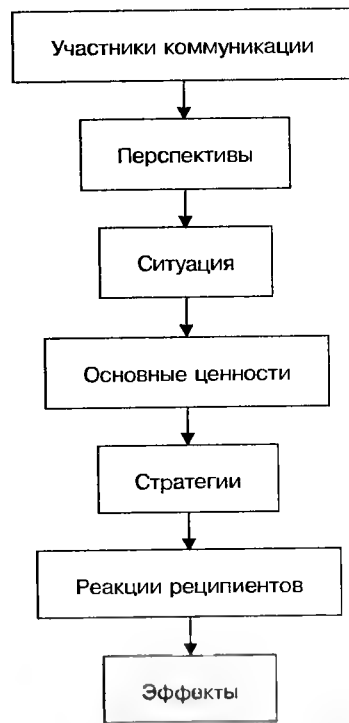 Участники коммуникации
Перспективы
Ситуация
Основные ценности
Стратегии
Реакции реципиентов
Эффекты